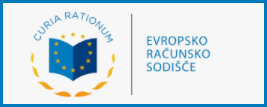 CURIA RATIONUM
EVROPSKO
RAČUNSKO
SODIŠČE